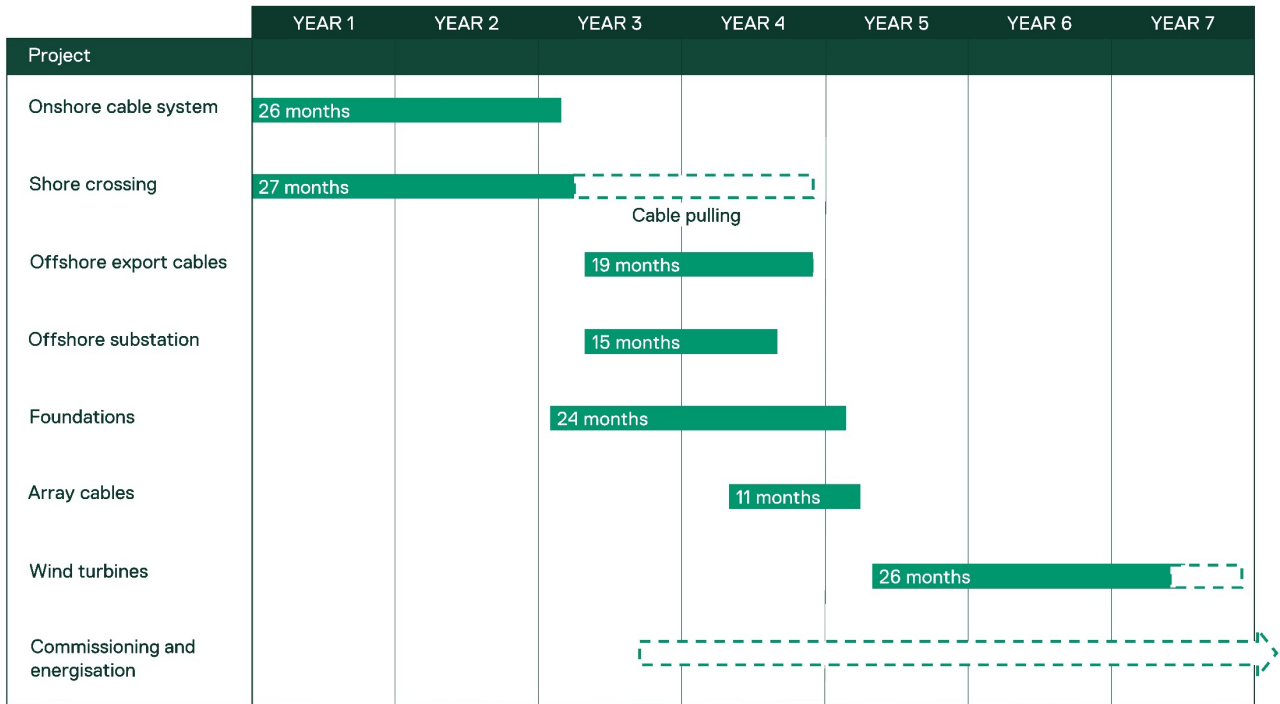 YEAR 1 YEAR 2 YEAR 3 YEAR 4 YEAR 5 YEAR 6 YEAR 7
Project
Onshore cable system 26 months
Shore crossing 27 months
Cable pulling
Offshore export cables 19 months
Offshore substation 15 months
Foundations 24 months
Array cables 11 months
Wind turbines 26 months
Commissioning and
energisation